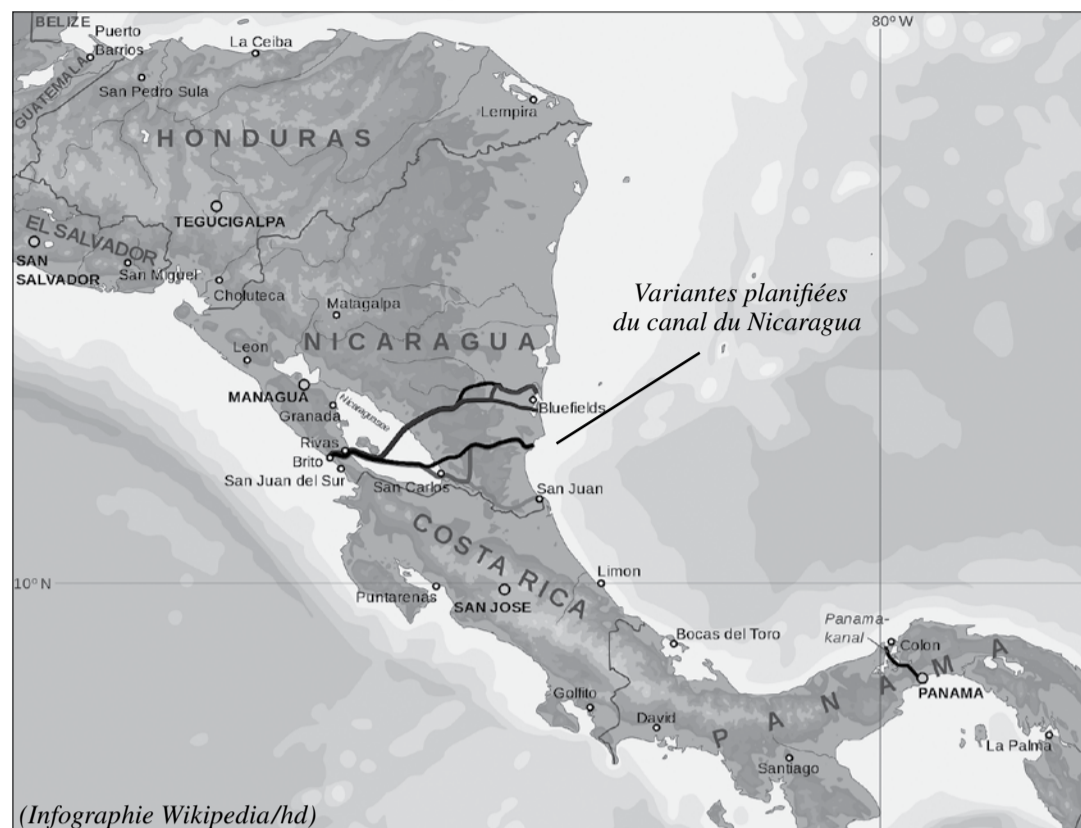 BELIZE
80°W
Puerto
Barrios
La Ceiba
GUATEMALA
San Pedro Sula
Lempira
HONDURAS
TEGUCIGALPA
EL SALVADOR
SAN
SALVADOR
San Miguel
Choluteca
Variantes planifiées
du canal du Nicaragua
Matagalpa
NICARAGUA
Leon
MANAGUA
Nicaraguasee
Granada
Bluefields
Rivas
Brito
San Juan del Sur
San Carlos
San Juan
COSTA RICA
10°N
Limon
Puntarenas
SAN JOSE
Panama-
kanal
Bocas del Toro
Colon
PANAMA
PANAMA
Golfito
David
La Palma
Santiago
(Infographie Wikipedia/hd)